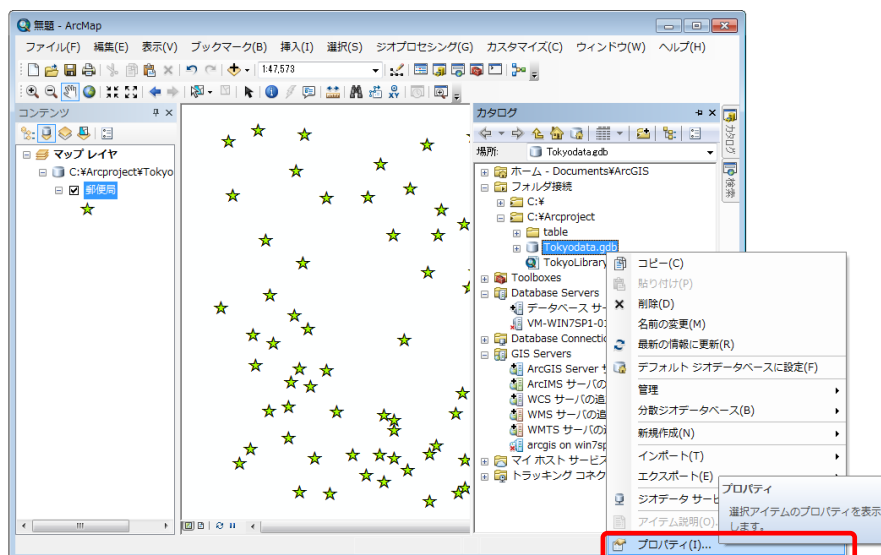 無題 - ArcMap
ファイル(F) 編集(E) 表示(V) ブックマーク(B) 挿入(I) 選択(S) ジオプロセシング(G) カスタマイズ(C) ウィンドウ(W) ヘルプ(H)
1:47,573
コンテンツ
マップ レイヤ
C:¥Arcproject¥Tokyo
郵便局
カタログ
場所: Tokyodata.gdb
ホーム - Documents¥ArcGIS
フォルダ接続
C:¥
C:¥Arcproject
table
Tokyodata.gdb
TokyoLibrary
Toolboxes
Database Servers
データベース サー
VM-WIN7SP1-01
Database Connectio
GIS Servers
ArcGIS Server サ
ArcIMS サーバの
WCS サーバの追
WMS サーバの追
WMTS サーバの追
arcgis on win7sp
マイ ホスト サービス
トラッキング コネク
カタログ
検索
コピー(C)
貼り付け(P)
削除(D)
名前の変更(M)
最新の情報に更新(R)
デフォルト ジオデータベースに設定(F)
管理
分散ジオデータベース(B)
新規作成(N)
インポート(T)
エクスポート(E)
ジオデータ サービ
アイテム説明(O)...
プロパティ(I)...
プロパティ
選択アイテムのプロパティを表示
します。